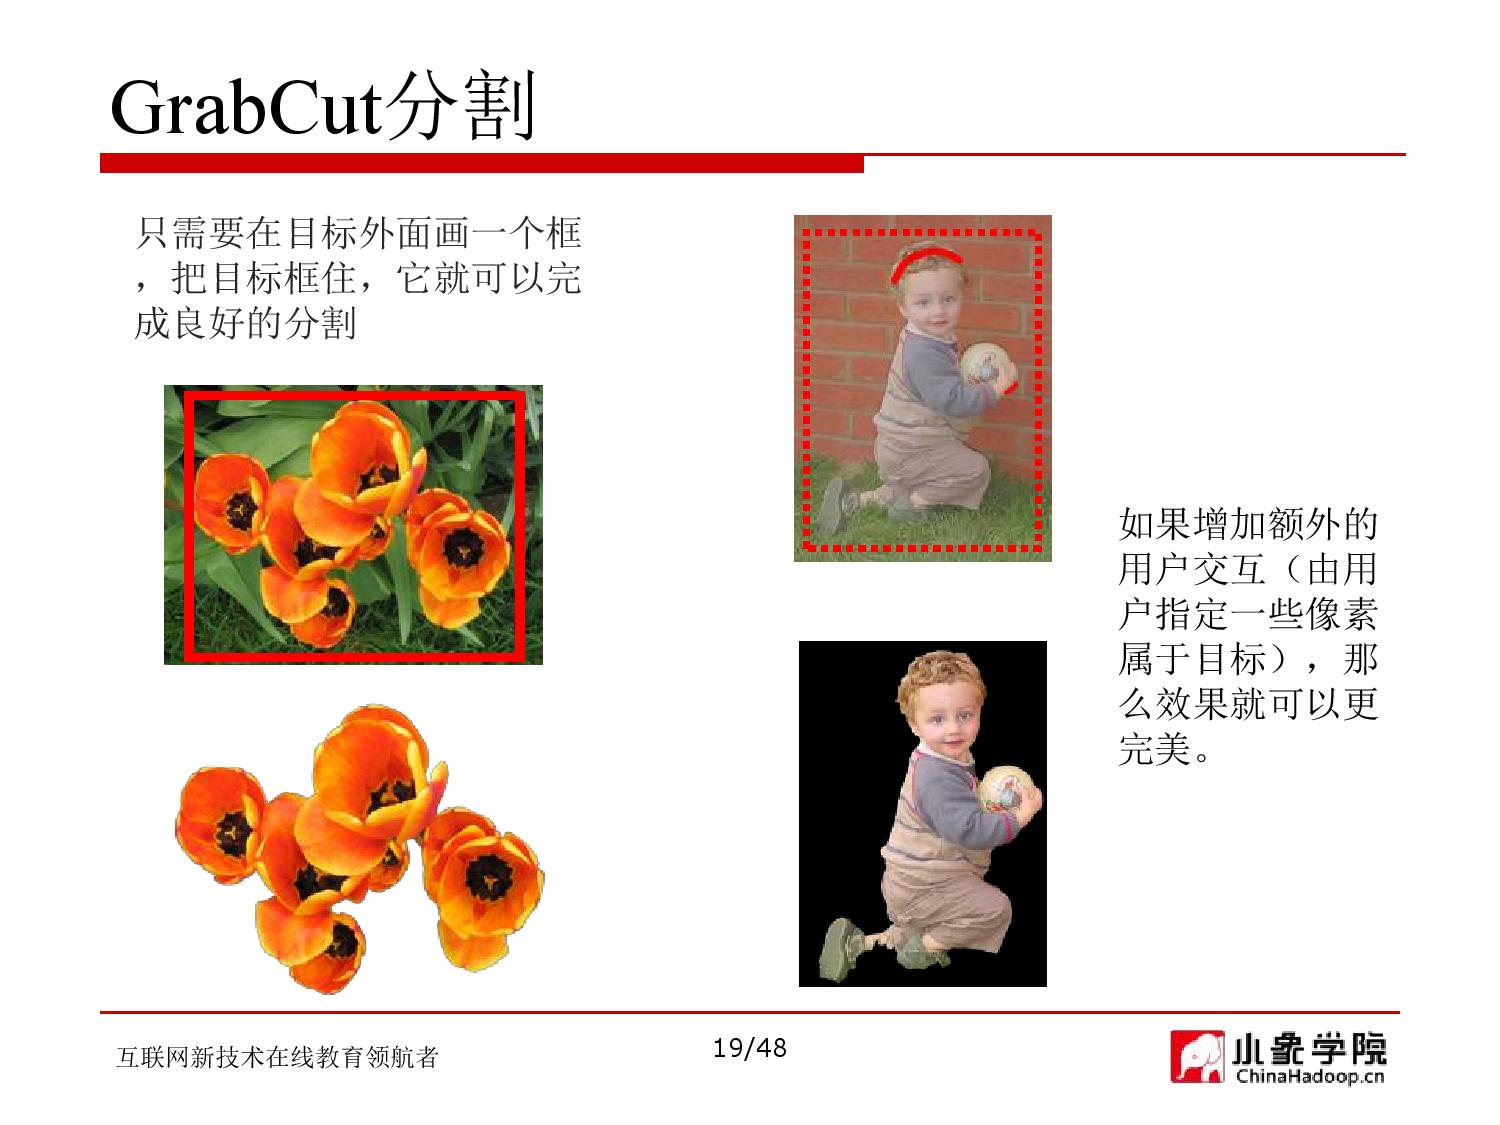 GrabCut分割
只需要在目标外面画一个框
，把目标框住，它就可以完
成良好的分割
如果增加额外的
用户交互（由用
户指定一些像素
属于目标），那
么效果就可以更
完美。
互联网新技术在线教育领航者
19/48
小象学院
ChinaHadoop.cn